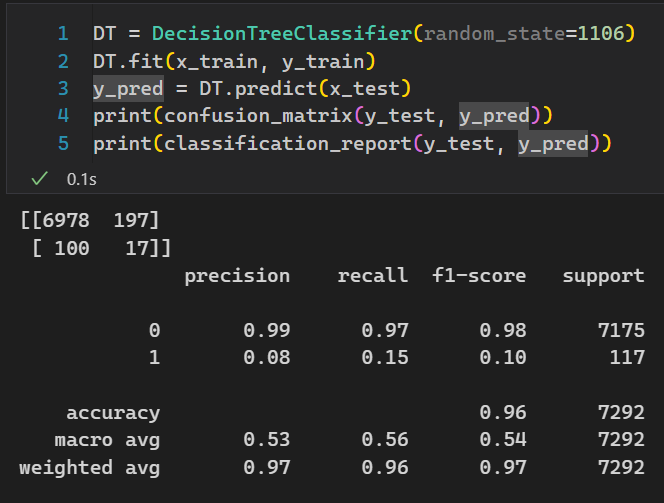 1 DT = DecisionTreeClassifier(random_state=1106)
2 DT.fit(x_train, y_train)
3 y_pred = DT.predict(x_test)
4 print(confusion_matrix(y_test, y_pred))
5 print(classification_report(y_test, y_pred))
✓ 0.1s
[[6978 197]
[ 100 17]]
precision recall f1-score support
0 0.99 0.97 0.98 7175
1 0.08 0.15 0.10 117
accuracy 0.96 7292
macro avg 0.53 0.56 0.54 7292
weighted avg 0.97 0.96 0.97 7292